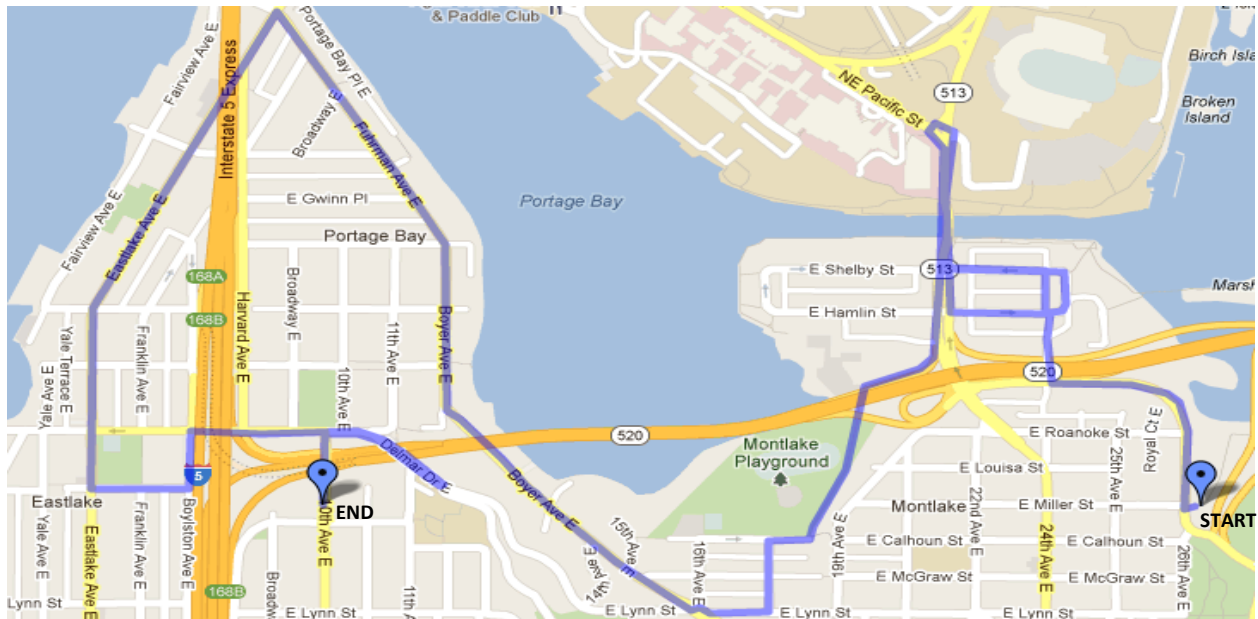 & Paddle Club
11
Portage Bay Pl E
Fairview Ave E
Interstate 5 Express
Broadway E
Fuhrman Ave E
NE Pacific St
513
Birch Isla
Broken
Island
E Gwinn Pl
Portage Bay
Portage Bay
Eastlake Ave E
Fairview Ave E
168A
168B
Harvard Ave E
Broadway E
11th Ave E
10th Ave E
Boyer Ave E
E Shelby St
513
E Hamlin St
Marsh
520
520
520
Yale Terrace E
Yale Ave E
Franklin Ave E
Delmar Dr E
Montlake
Playground
E Roanoke St
Royal Ct E
25th Ave E
E Louisa St
22nd Ave E
Montlake
E Miller St
START
5
Eastlake
END
10th Ave E
Boyer Ave E
Yale Ave E
Eastlake Ave E
Franklin Ave E
Boylston Ave E
15th Ave E
14th Ave E
16th Ave E
19th Ave E
E Calhoun St
E McGraw St
24th Ave E
26th Ave E
168B
Broadw
11th A
E Lynn St
E Lynn St
E Lynn St
E Lynn St
E Lynn St